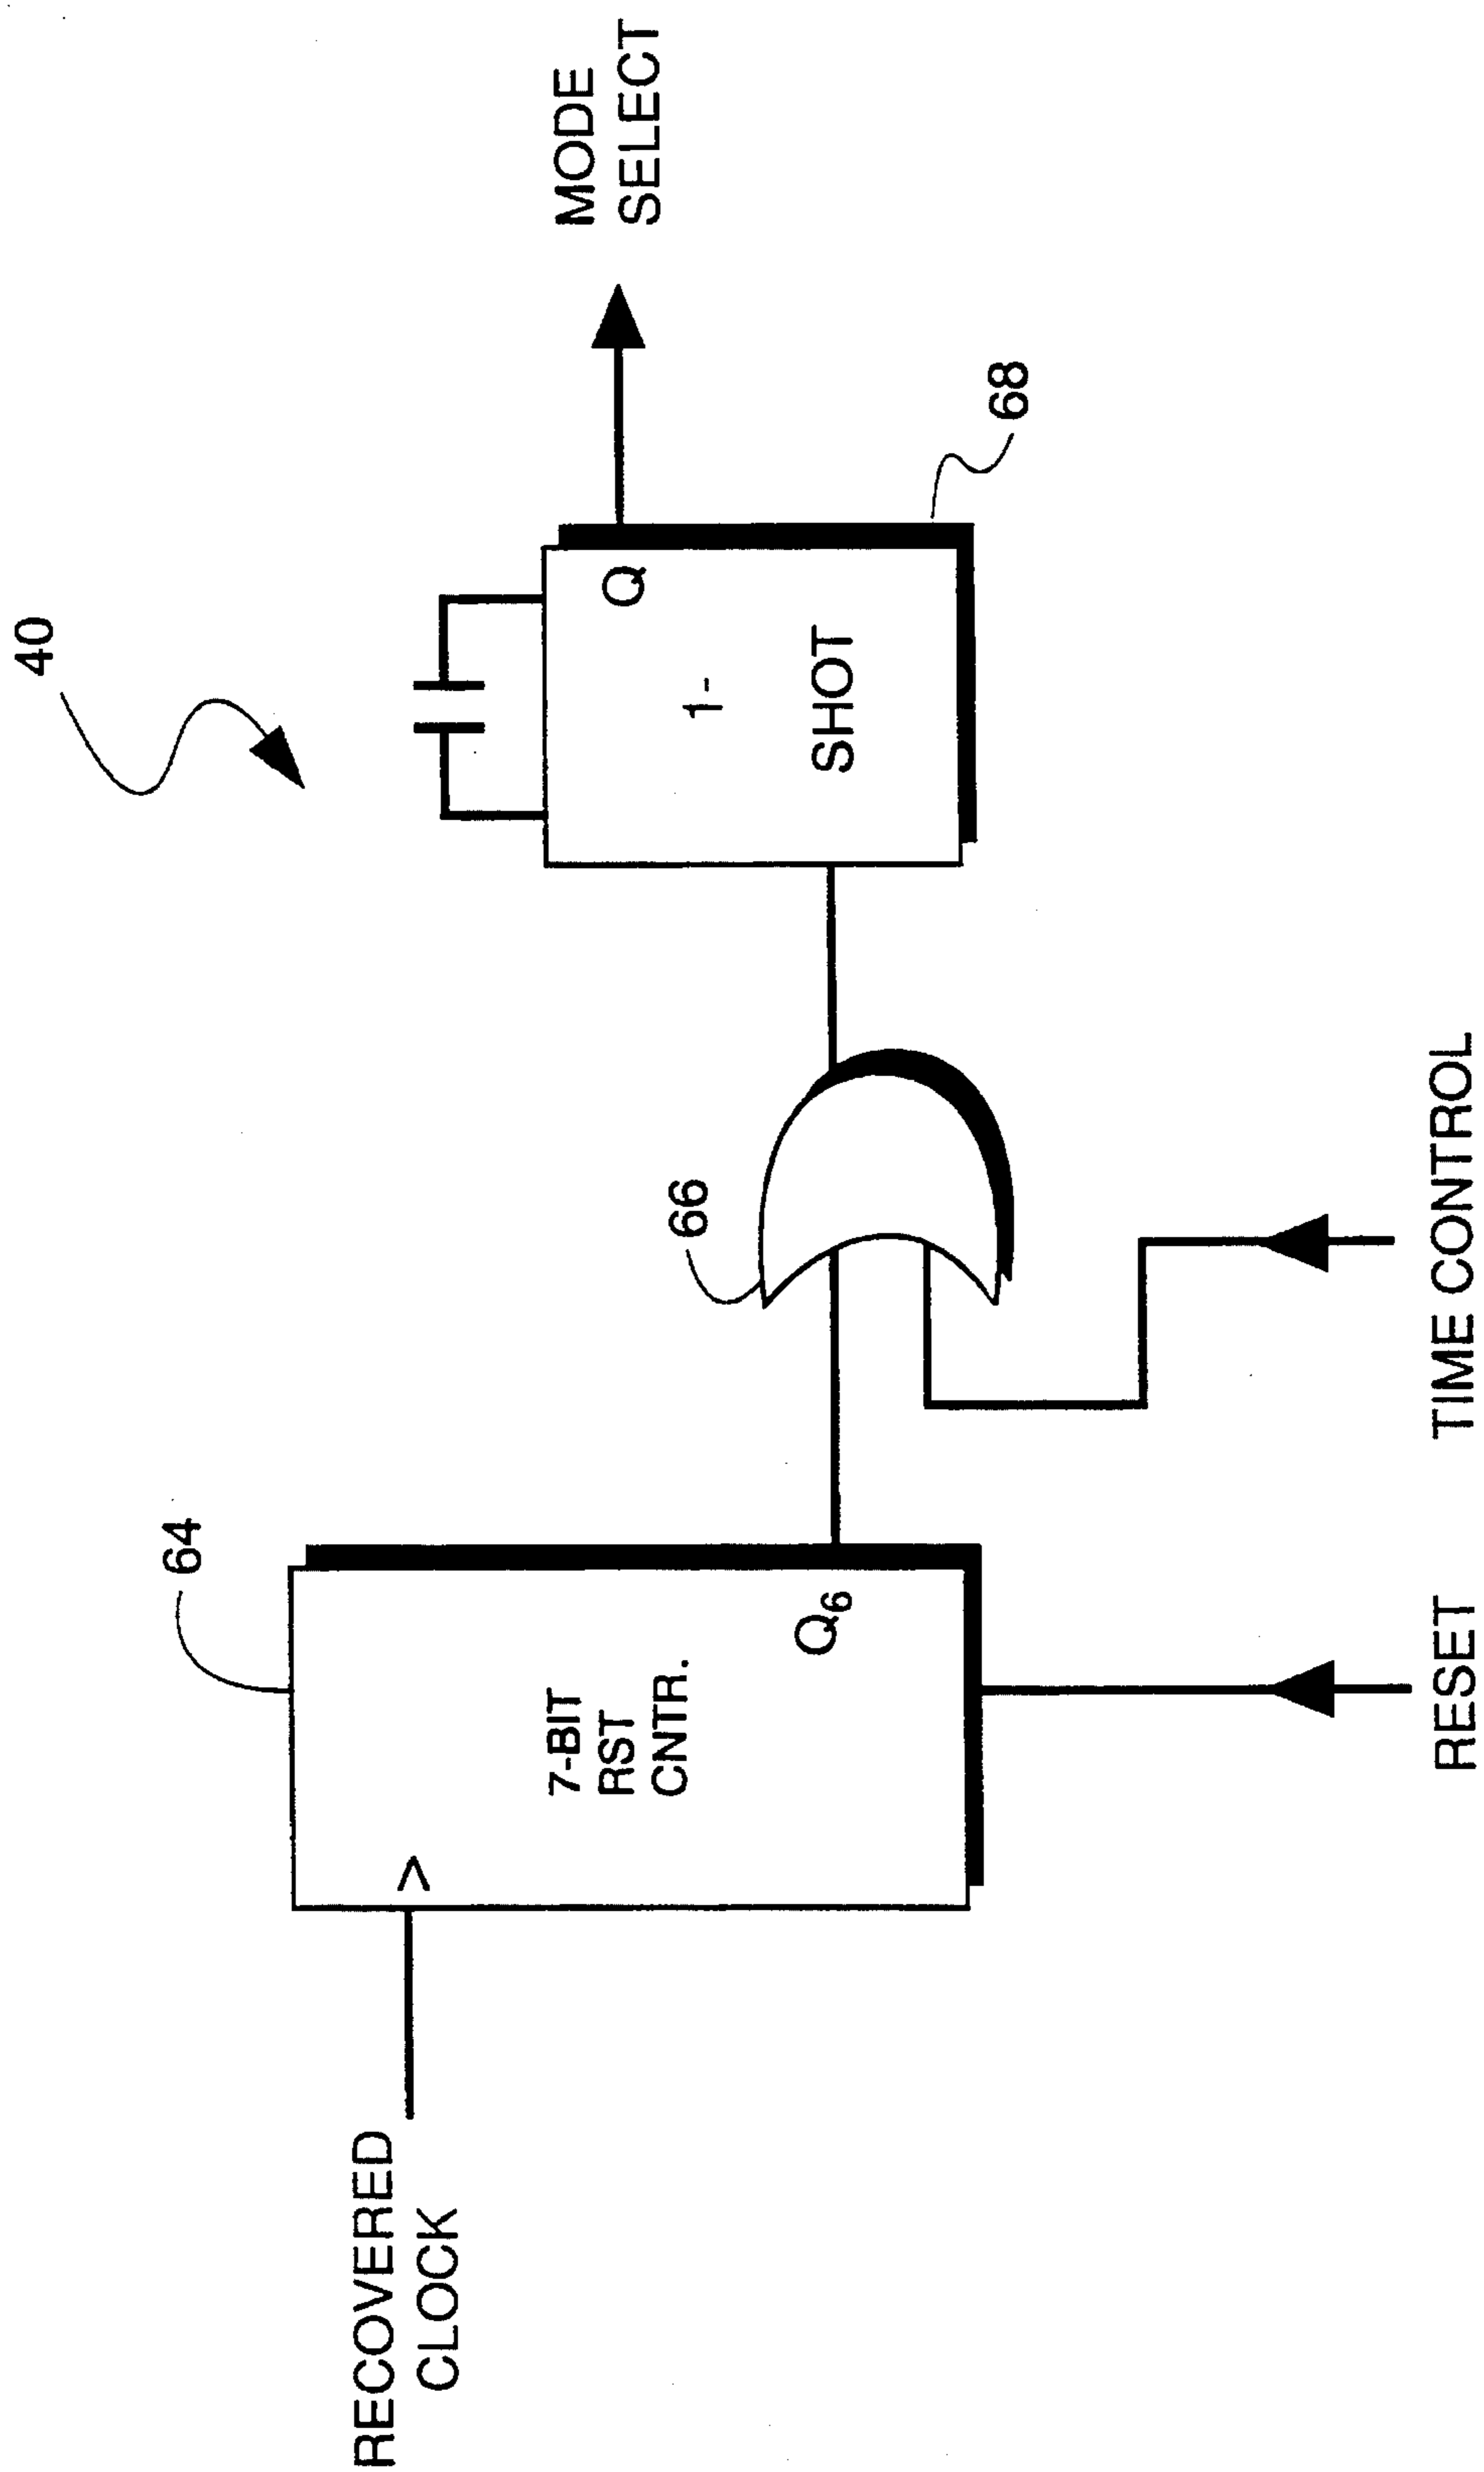 40
MODE
SELECT
Q
1-
SHOT
68
66
64
7-BIT
RST
CNTR.
Q6
>
RECOVERED
CLOCK
RESET
TIME CONTROL